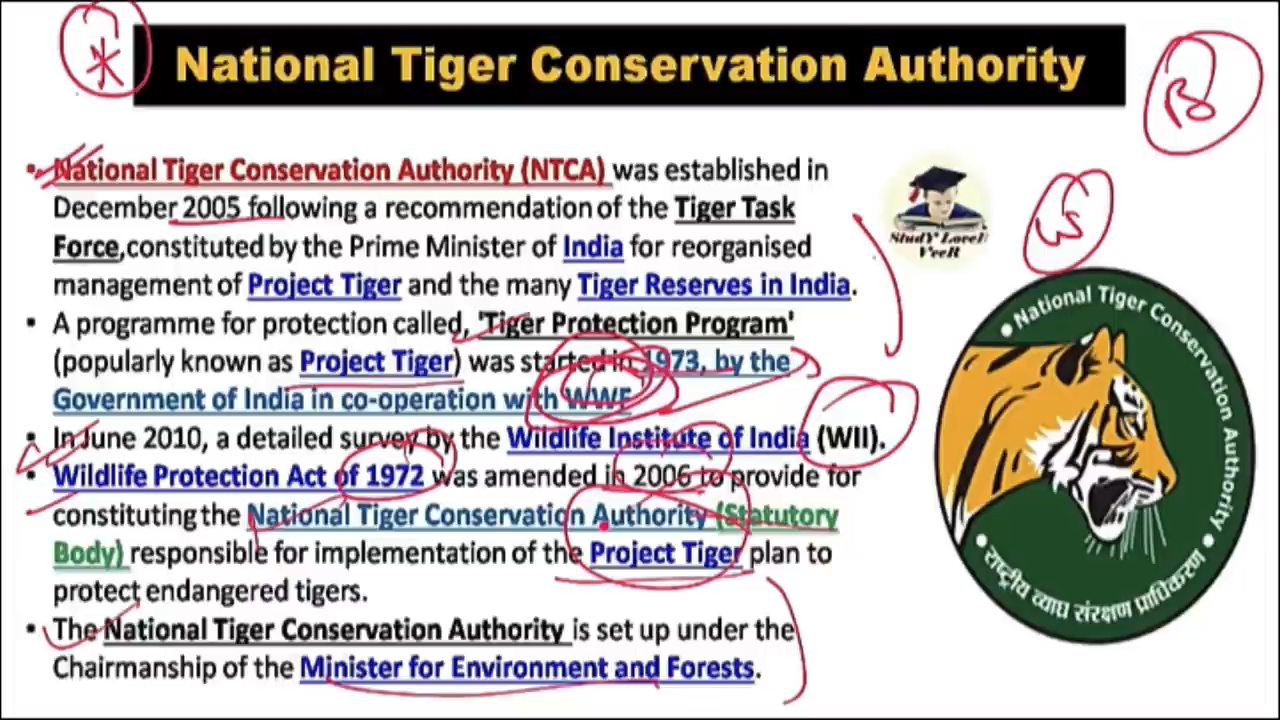 National Tiger Conservation Authority
• National Tiger Conservation Authority (NTCA) was established in
December 2005 following a recommendation of the Tiger Task
Force,constituted by the Prime Minister of India for reorganised
management of Project Tiger and the many Tiger Reserves in India.
• A programme for protection called, 'Tiger Protection Program'
(popularly known as Project Tiger) was started in 1973, by the
Government of India in co-operation with WWF
• In June 2010, a detailed survey by the Wildlife Institute of India (WII).
• Wildlife Protection Act of 1972 was amended in 2006 to provide for
constituting the National Tiger Conservation Authority (Statutory
Body) responsible for implementation of the Project Tiger plan to
protect endangered tigers.
• The National Tiger Conservation Authority is set up under the
Chairmanship of the Minister for Environment and Forests.
StudY LoveR
VeeR
• National Tiger Conservation Authority •
• राष्ट्रीय व्याघ्र संरक्षण प्राधिकरण •